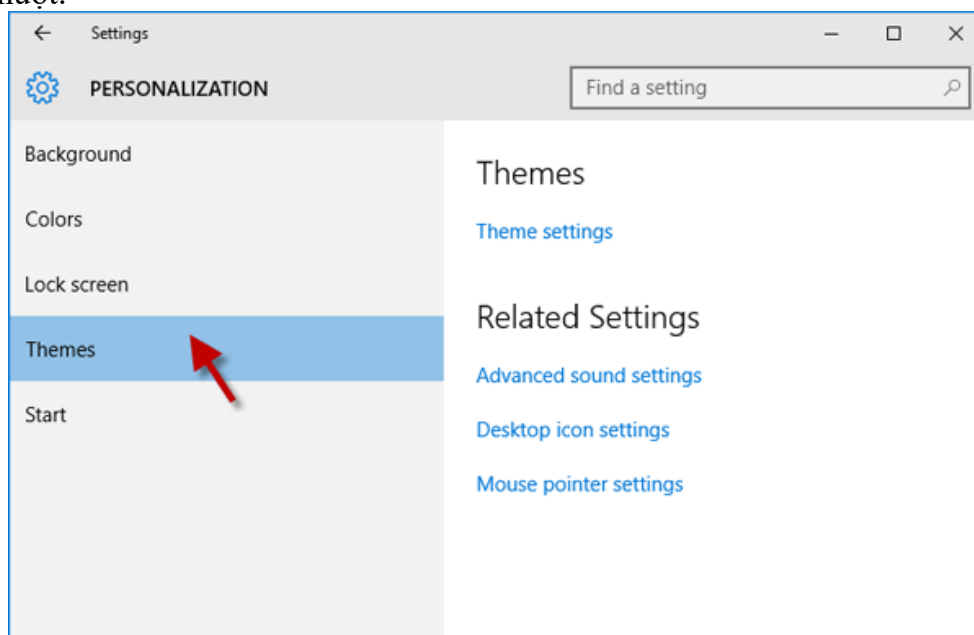 Settings
PERSONALIZATION
Find a setting
Background
Colors
Lock screen
Themes
Start
Themes
Theme settings
Related Settings
Advanced sound settings
Desktop icon settings
Mouse pointer settings